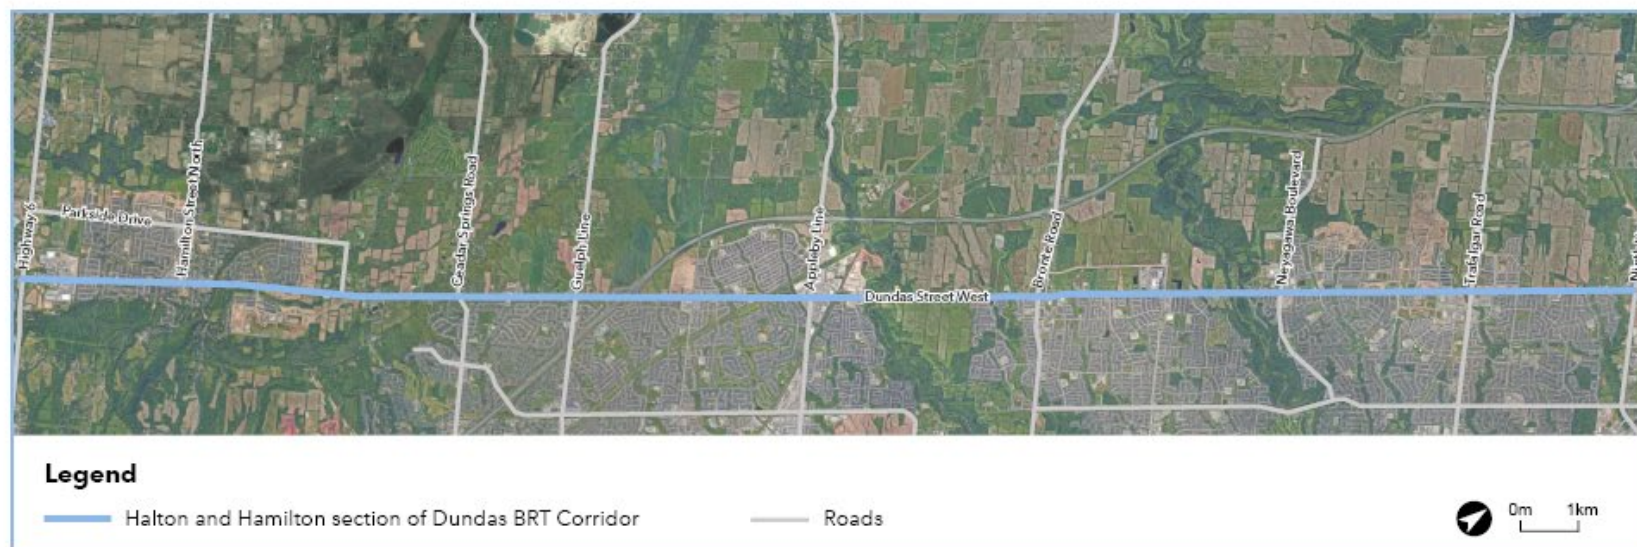 Highway 6
Parkside Drive
Hamilton Street North
Ceadar Springs Road
Guelph Line
Appleby Line
Dundas Street West
Bronte Road
Neyagawa Boulevard
Trafalgar Road
Legend
Halton and Hamilton section of Dundas BRT Corridor
Roads
0m 1km